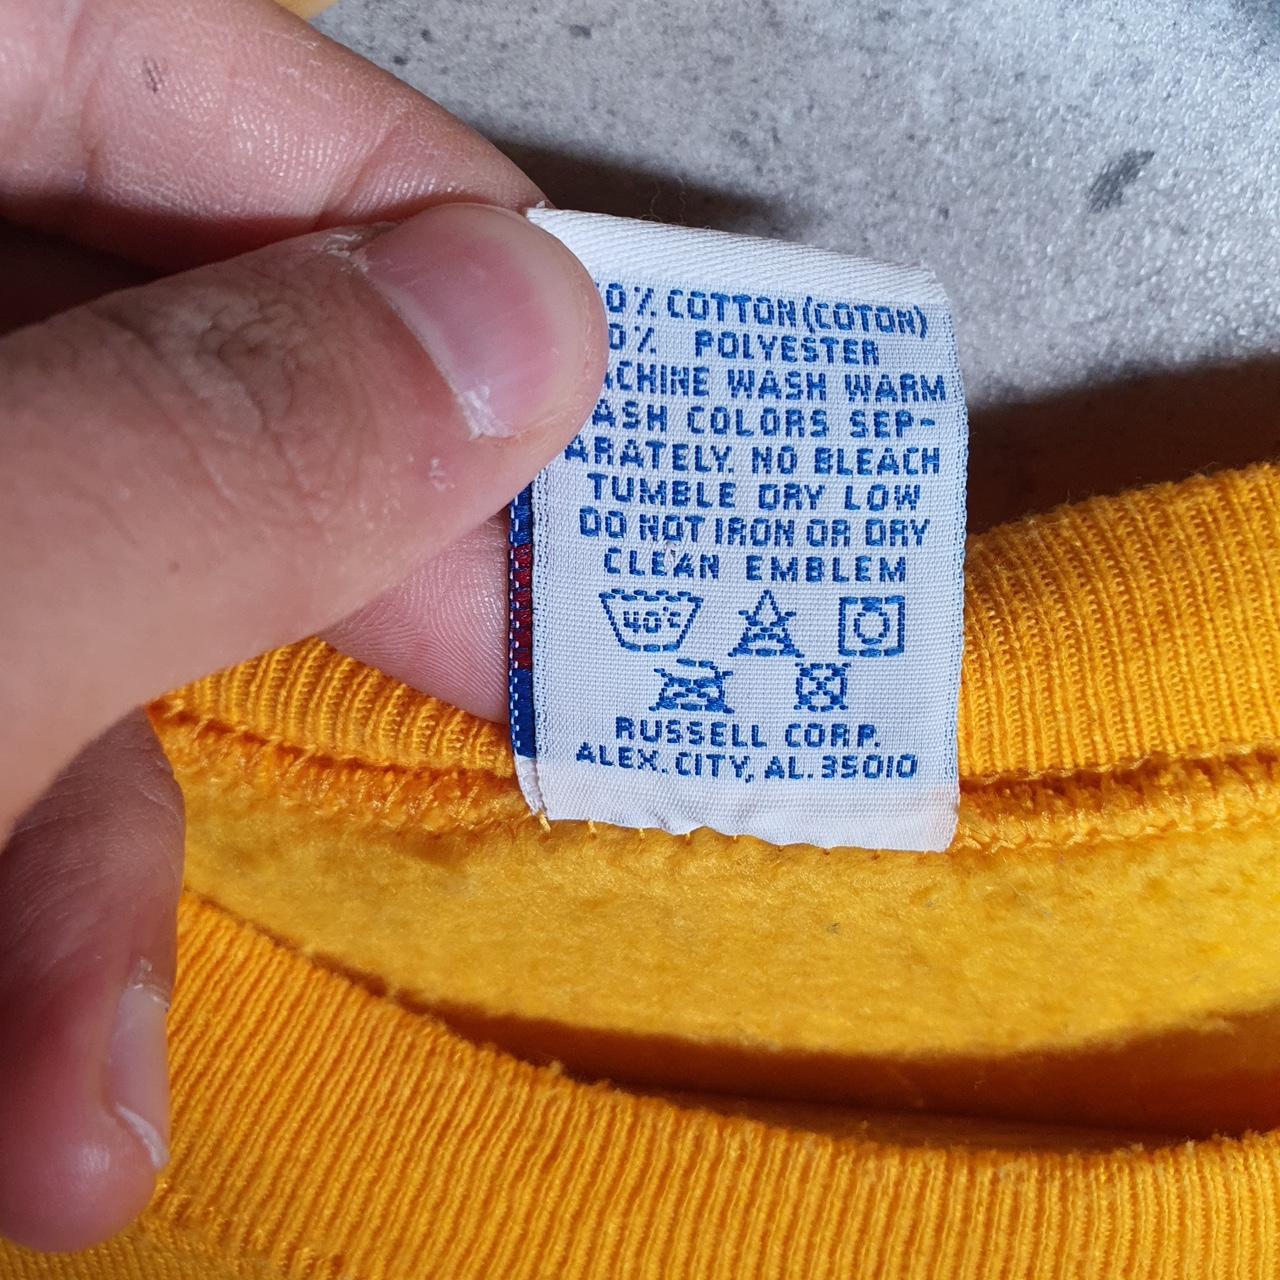 0% COTTON(COTON)
0% POLYESTER
ACHINE WASH WARM
ASH COLORS SEP-
ARATELY. NO BLEACH
TUMBLE DRY LOW
DO NOT IRON OR DRY
CLEAN EMBLEM
40°C
RUSSELL CORP.
ALEX. CITY, AL. 35010